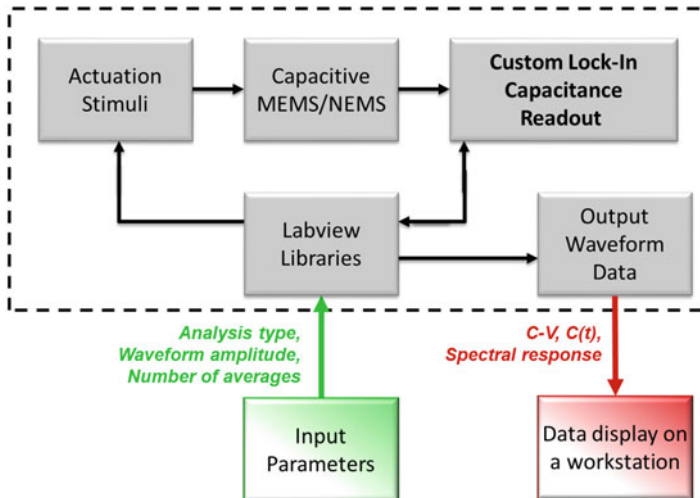 Actuation
Stimuli
Capacitive
MEMS/NEMS
Custom Lock-In
Capacitance
Readout
Labview
Libraries
Output
Waveform
Data
Analysis type,
Waveform amplitude,
Number of averages
C-V, C(t),
Spectral response
Input
Parameters
Data display on
a workstation